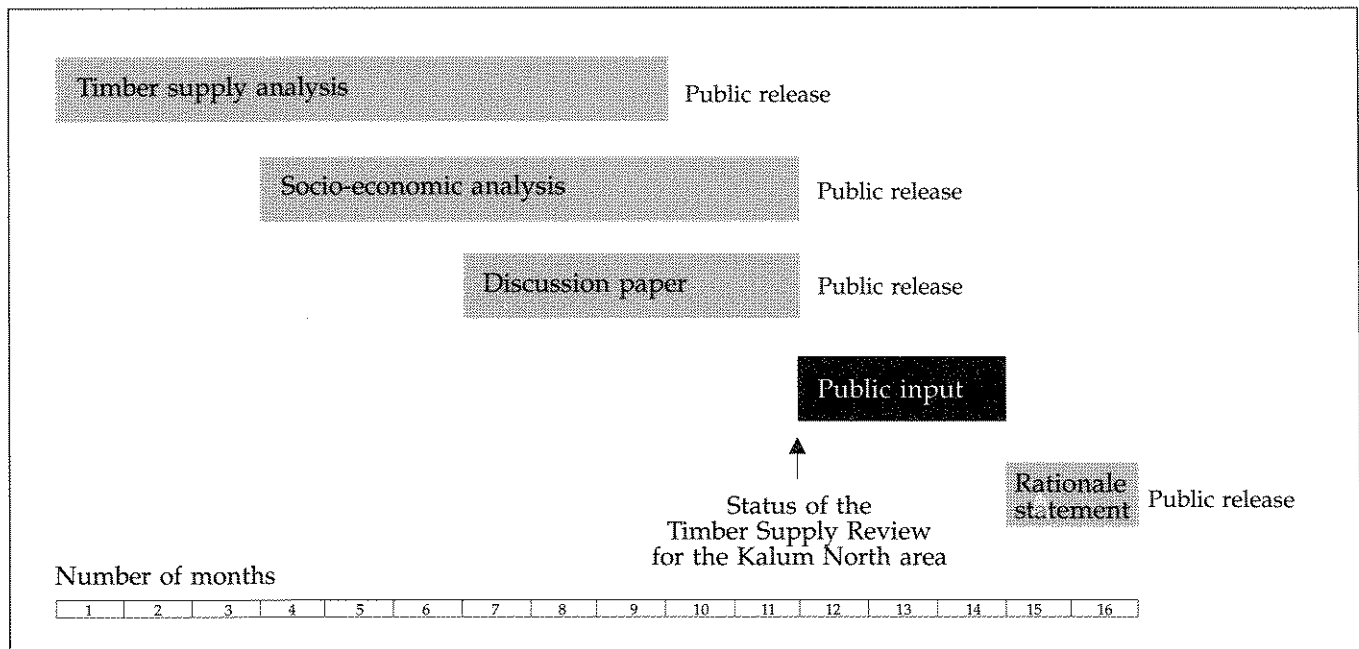 Timber supply analysis
Public release
Socio-economic analysis
Public release
Discussion paper
Public release
Public input
Status of the
Timber Supply Review
for the Kalum North area
Rationale
statement
Public release
Number of months
1 2 3 4 5 6 7 8 9 10 11 12 13 14 15 16